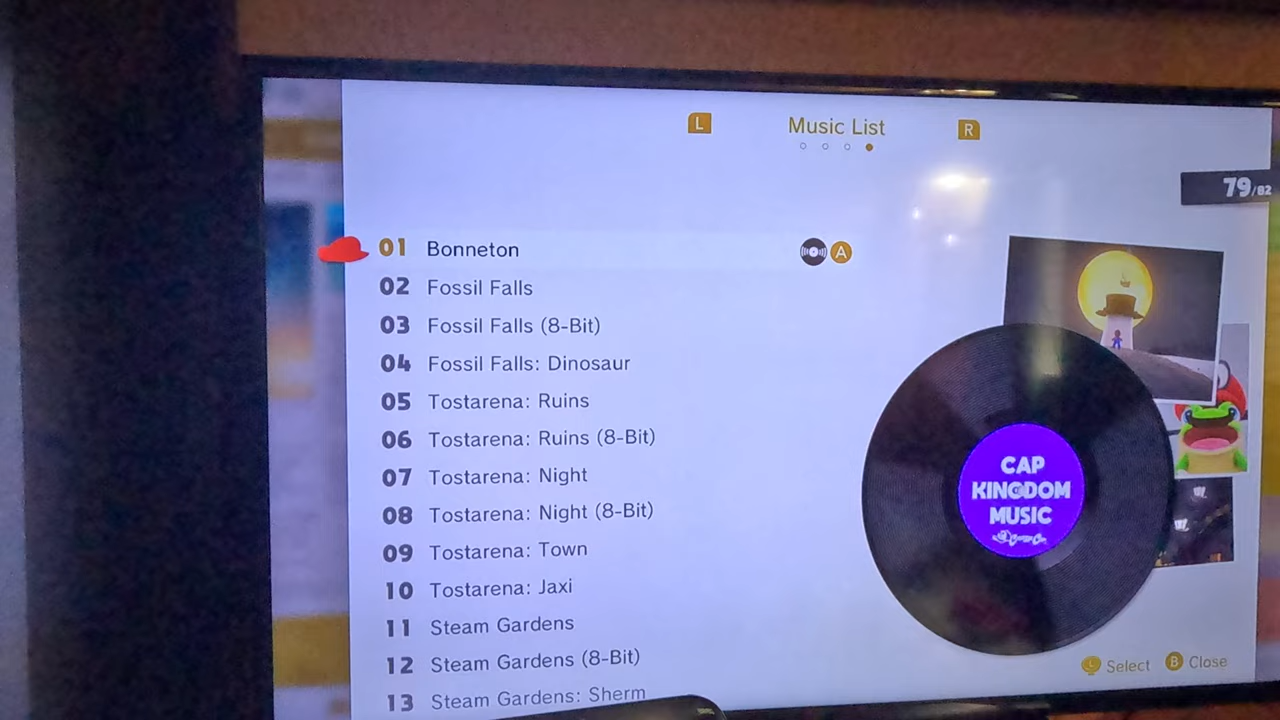 L Music List R
79/82
01 Bonneton A
02 Fossil Falls
03 Fossil Falls (8-Bit)
04 Fossil Falls: Dinosaur
05 Tostarena: Ruins
06 Tostarena: Ruins (8-Bit)
07 Tostarena: Night
08 Tostarena: Night (8-Bit)
09 Tostarena: Town
10 Tostarena: Jaxi
11 Steam Gardens
12 Steam Gardens (8-Bit)
13 Steam Gardens: Sherm
CAP
KINGDOM
MUSIC
L Select B Close